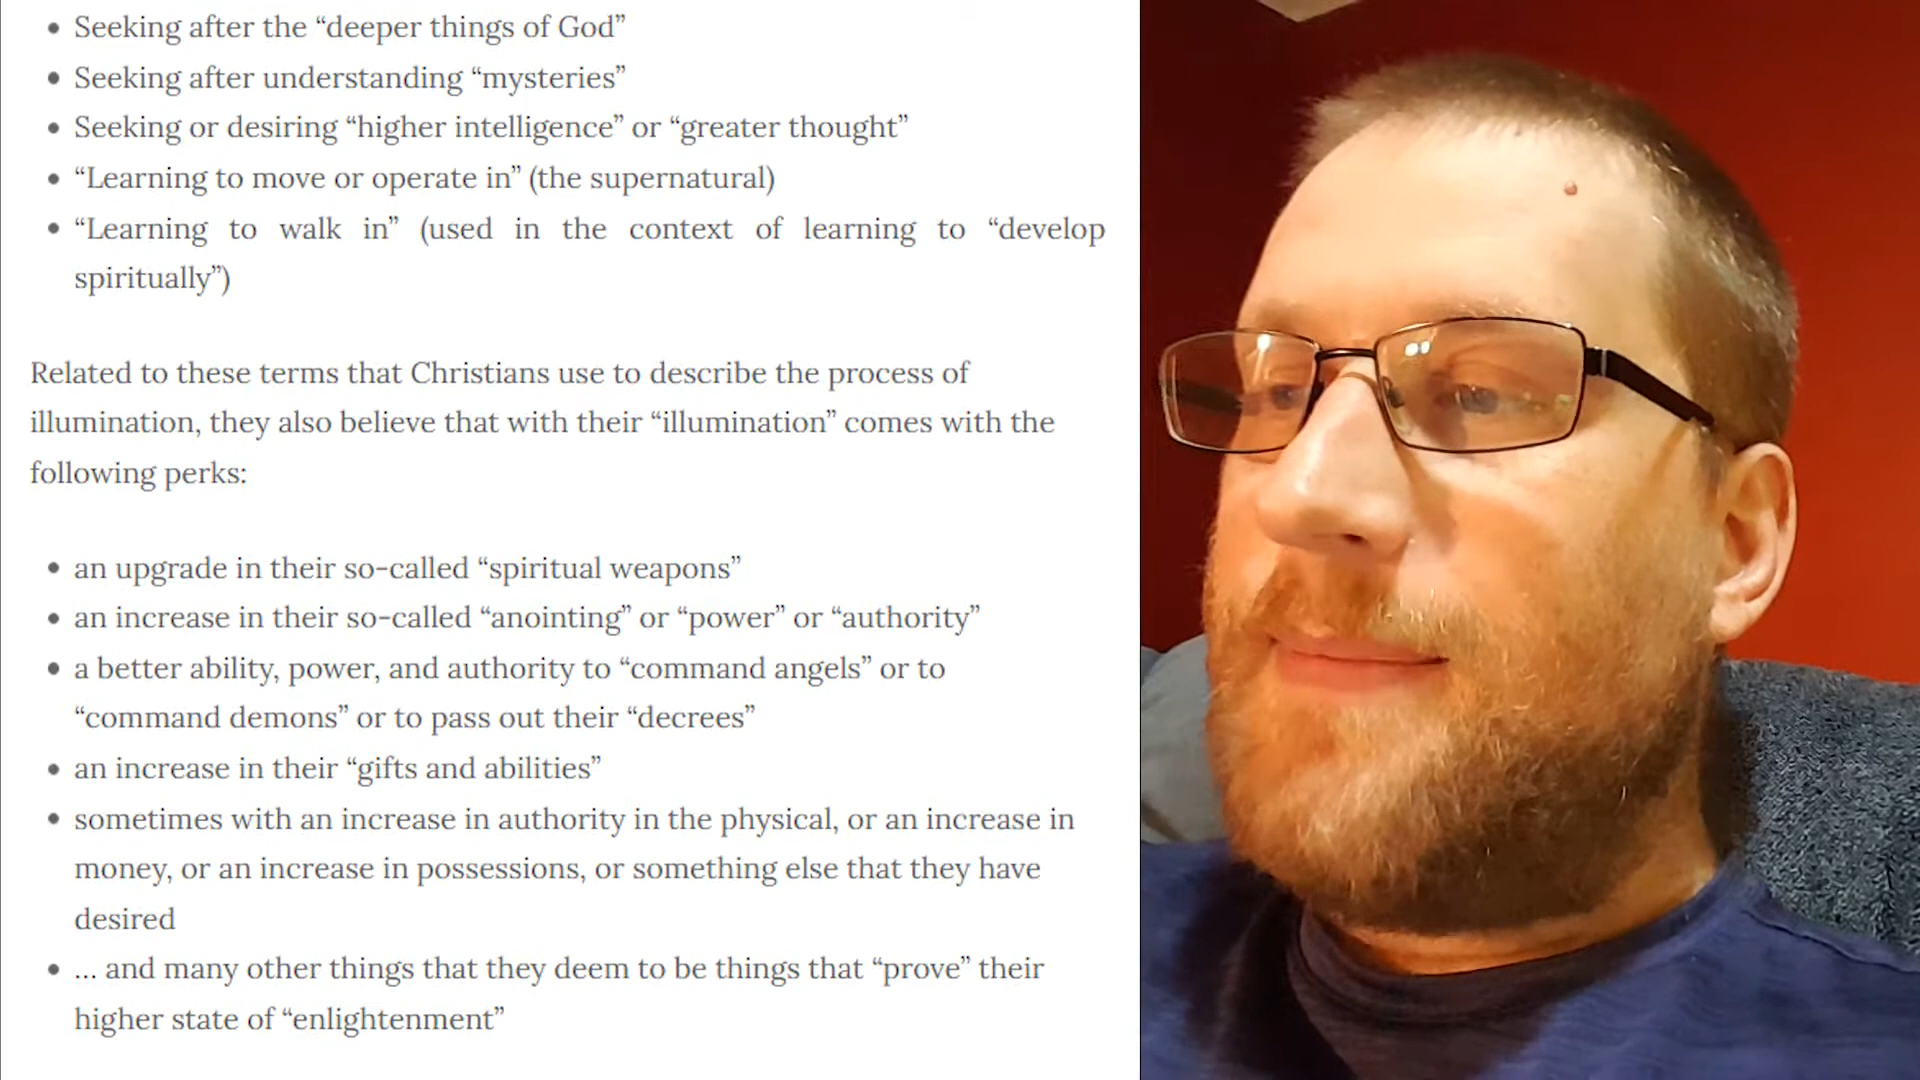 • Seeking after the “deeper things of God”
• Seeking after understanding “mysteries”
• Seeking or desiring “higher intelligence” or “greater thought”
• “Learning to move or operate in” (the supernatural)
• “Learning to walk in” (used in the context of learning to “develop
spiritually”)
Related to these terms that Christians use to describe the process of
illumination, they also believe that with their “illumination” comes with the
following perks:
• an upgrade in their so-called “spiritual weapons”
• an increase in their so-called “anointing” or “power” or “authority”
• a better ability, power, and authority to “command angels” or to
“command demons” or to pass out their “decrees”
• an increase in their “gifts and abilities”
• sometimes with an increase in authority in the physical, or an increase in
money, or an increase in possessions, or something else that they have
desired
• … and many other things that they deem to be things that “prove” their
higher state of “enlightenment”